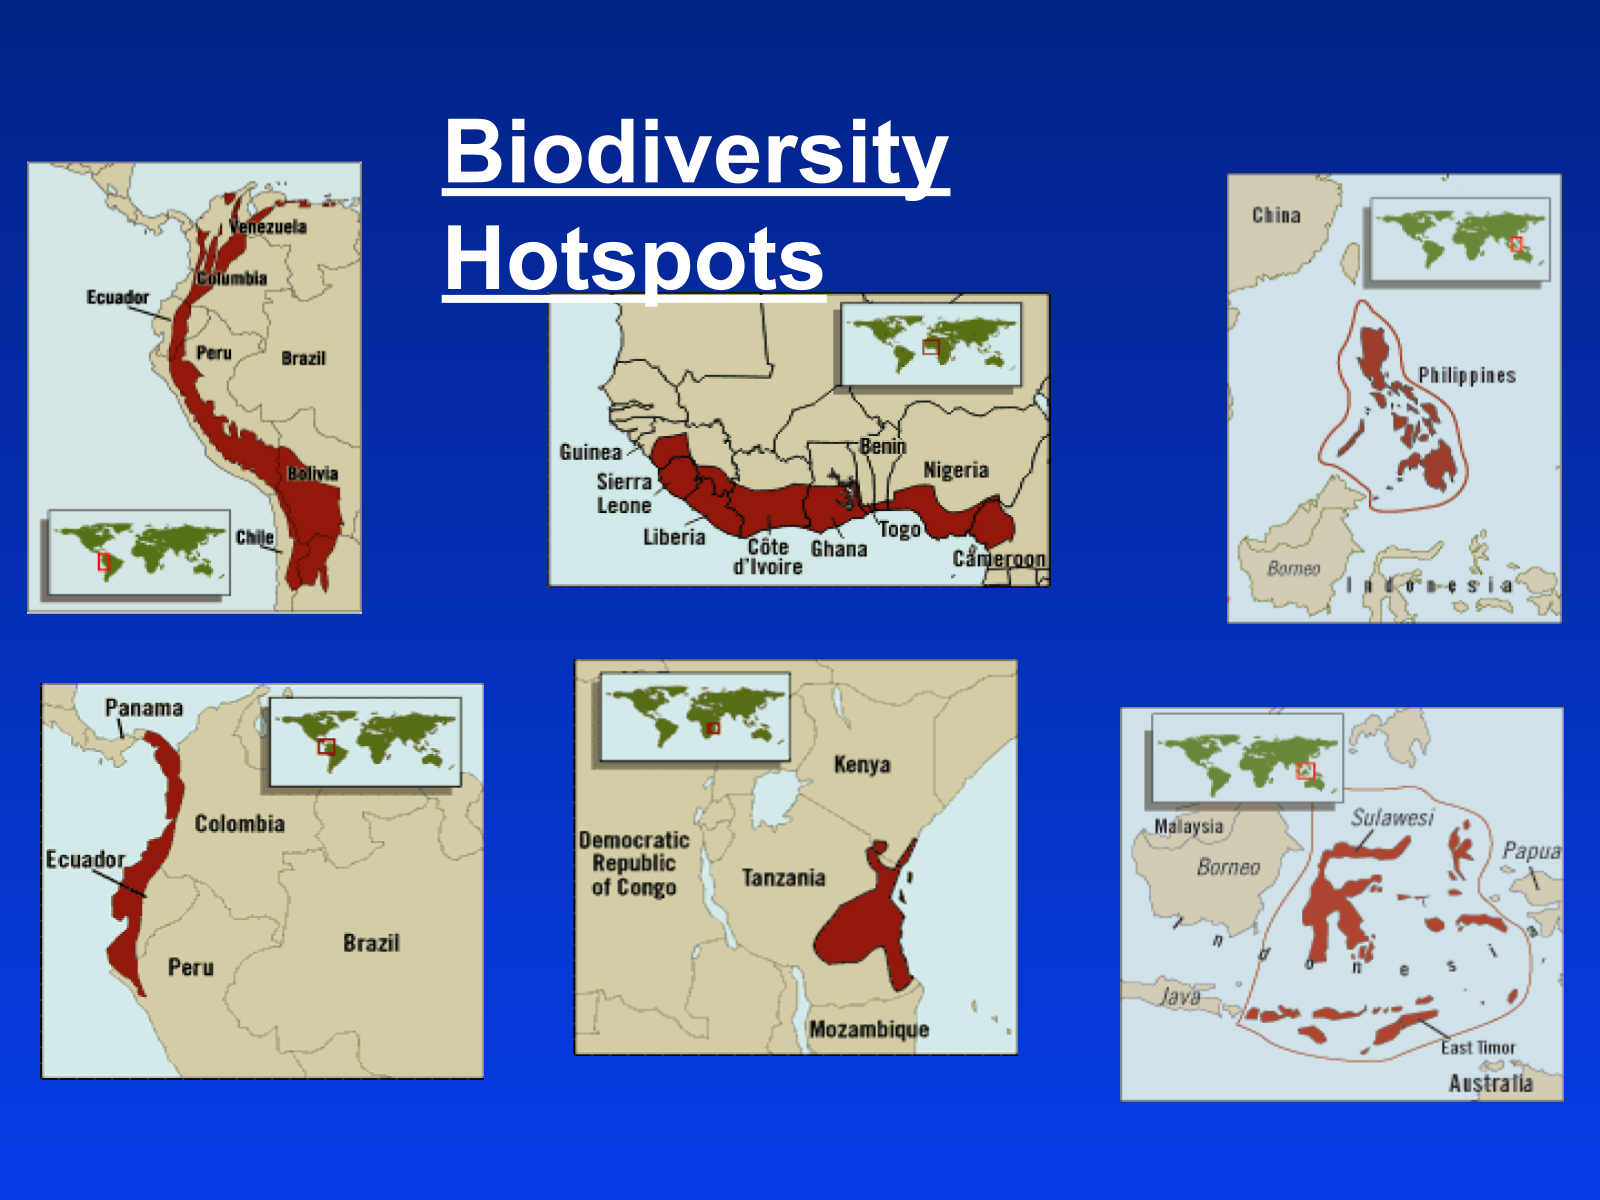 Biodiversity
Hotspots
Venezuela
Columbia
Ecuador
Peru
Brazil
Bolivia
Chile
Guinea
Sierra
Leone
Liberia
Côte
d'Ivoire
Ghana
Togo
Benin
Nigeria
Cameroon
China
Philippines
Borneo
Indonesia
Panama
Colombia
Ecuador
Peru
Brazil
Kenya
Democratic
Republic
of Congo
Tanzania
Mozambique
Malaysia
Sulawesi
Borneo
Papua
Indonesia
Java
East Timor
Australia